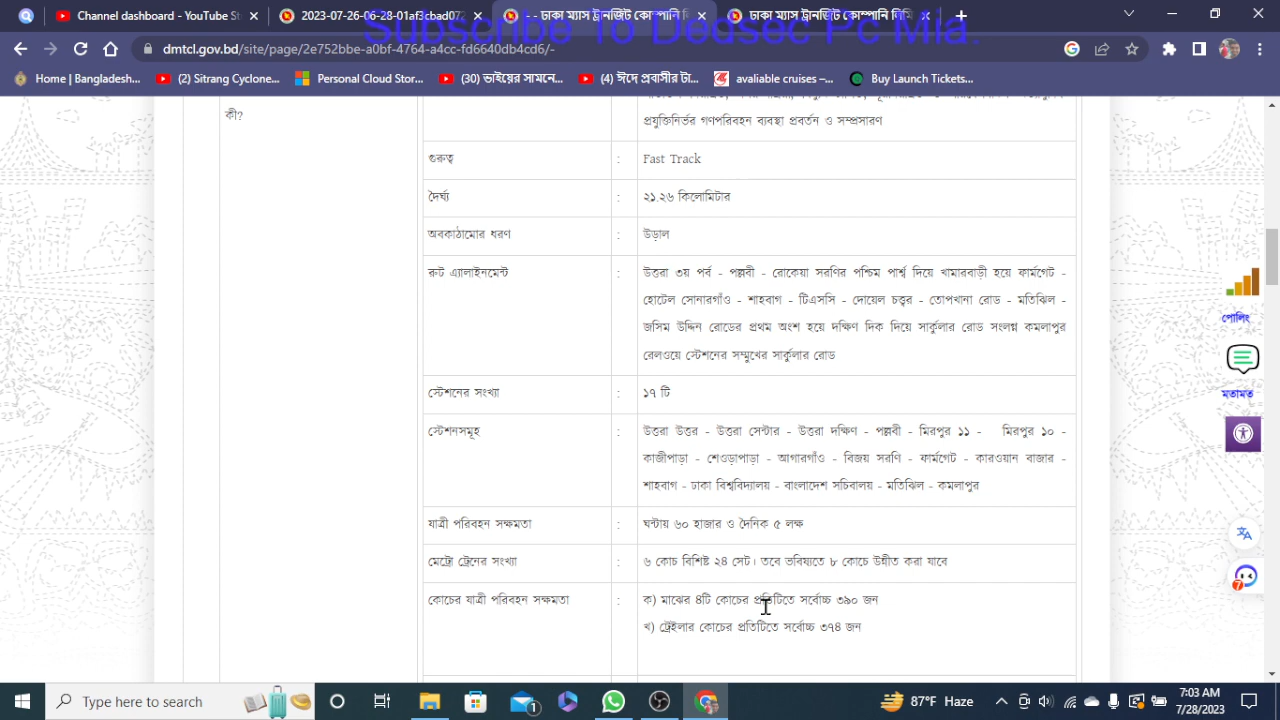 2023-07-26-06-28-01af3cbad072
ঢাকা ম্যাস ট্রানজিট কোম্পানি লি
ঢাকা ম্যাস ট্রানজিট কোম্পানি লি
Subscribe To Dedsec Pc Mia.
dmtcl.gov.bd/site/page/2e752bbe-a0bf-4764-a4cc-fd6640db4cd6/-
Home | Bangladesh...
(2) Sitrang Cyclone...
Personal Cloud Stor...
(30) ভাইয়ের সামনে...
(4) ঈদে প্রবাসীর টা...
avaliable cruises –...
Buy Launch Tickets...
কী?
প্রযুক্তিনির্ভর গণপরিবহন ব্যবস্থা প্রবর্তন ও সম্প্রসারণ
গুরুত্ব : Fast Track
দৈর্ঘ্য : ২১.২৬ কিলোমিটার
অবকাঠামোর ধরণ : উড়াল
রুট এ্যালাইনমেন্ট : উত্তরা ৩য় পর্ব - পল্লবী - রোকেয়া সরণির পশ্চিম পার্শ্ব দিয়ে খামারবাড়ী হয়ে ফার্মগেট -
হোটেল সোনারগাঁও - শাহবাগ - টিএসসি - দোয়েল চত্বর - তোপখানা রোড - মতিঝিল -
জসিম উদ্দিন রোডের প্রথম অংশ হয়ে দক্ষিণ দিক দিয়ে সার্কুলার রোড সংলগ্ন কমলাপুর
রেলওয়ে স্টেশনের সম্মুখের সার্কুলার রোড
স্টেশনের সংখ্যা : ১৭ টি
স্টেশনসমূহ : উত্তরা উত্তর - উত্তরা সেন্টার - উত্তরা দক্ষিণ - পল্লবী - মিরপুর ১১ - মিরপুর ১০ -
কাজীপাড়া - শেওড়াপাড়া - আগারগাঁও - বিজয় সরণি - ফার্মগেট - কারওয়ান বাজার -
শাহবাগ - ঢাকা বিশ্ববিদ্যালয় - বাংলাদেশ সচিবালয় - মতিঝিল - কমলাপুর
যাত্রী পরিবহন সক্ষমতা : ঘন্টায় ৬০ হাজার ও দৈনিক ৫ লক্ষ
মেট্রো ট্রেনের সংখ্যা : ৬ কোচ বিশিষ্ট ২৪ সেট। তবে ভবিষ্যতে ৮ কোচে উন্নীত করা যাবে
কোচের যাত্রী পরিবহন সক্ষমতা : ক) মাঝের ৪টি কোচের প্রতিটিতে সর্বোচ্চ ৩৯০ জন
খ) ট্রেইলার কোচের প্রতিটিতে সর্বোচ্চ ৩৭৪ জন
পোলিং
মতামত
Type here to search
1
87°F Haze
7:03 AM
7/28/2023